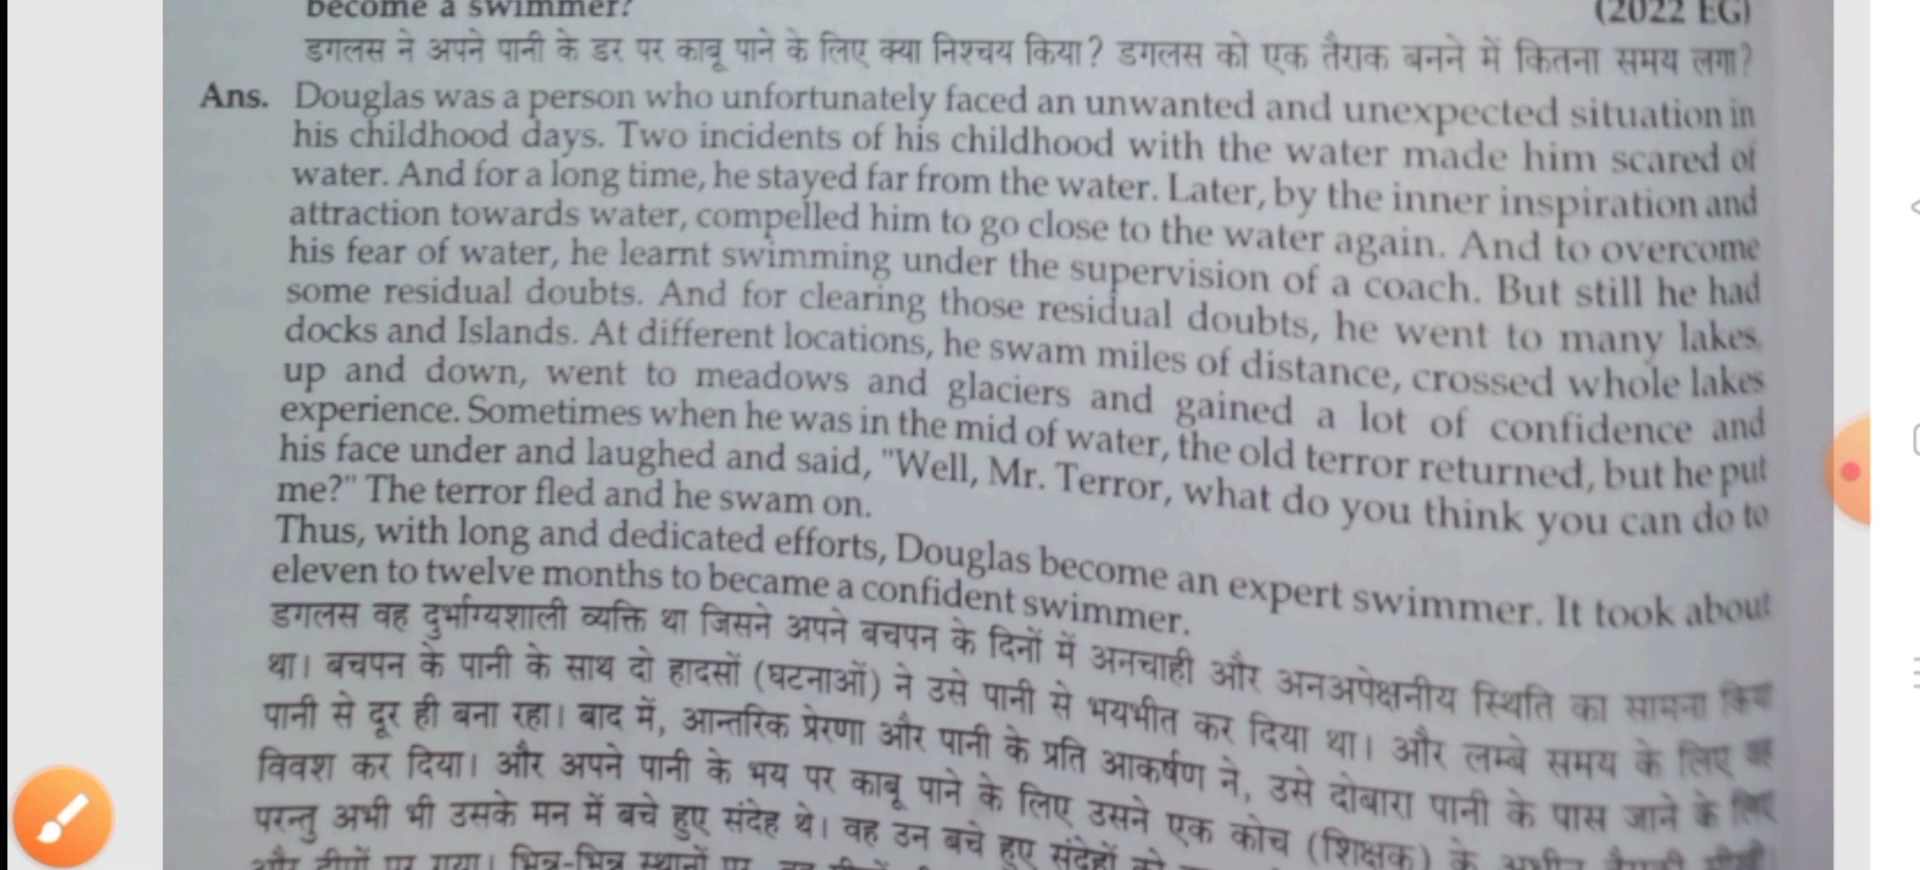 become a swimmer? (2022 EG)
डगलस ने अपने पानी के डर पर काबू पाने के लिए क्या निश्चय किया? डगलस को एक तैराक बनने में कितना समय लगा?
Ans. Douglas was a person who unfortunately faced an unwanted and unexpected situation in
his childhood days. Two incidents of his childhood with the water made him scared of
water. And for a long time, he stayed far from the water. Later, by the inner inspiration and
attraction towards water, compelled him to go close to the water again. And to overcome
his fear of water, he learnt swimming under the supervision of a coach. But still he had
some residual doubts. And for clearing those residual doubts, he went to many lakes,
docks and Islands. At different locations, he swam miles of distance, crossed whole lakes
up and down, went to meadows and glaciers and gained a lot of confidence and
experience. Sometimes when he was in the mid of water, the old terror returned, but he put
his face under and laughed and said, "Well, Mr. Terror, what do you think you can do to
me?" The terror fled and he swam on.
Thus, with long and dedicated efforts, Douglas become an expert swimmer. It took about
eleven to twelve months to became a confident swimmer.
डगलस वह दुर्भाग्यशाली व्यक्ति था जिसने अपने बचपन के दिनों में अनचाही और अनअपेक्षनीय स्थिति का सामना किया
था। बचपन के पानी के साथ दो हादसों (घटनाओं) ने उसे पानी से भयभीत कर दिया था। और लम्बे समय के लिए वह
पानी से दूर ही बना रहा। बाद में, आन्तरिक प्रेरणा और पानी के प्रति आकर्षण ने, उसे दोबारा पानी के पास जाने के लिए
विवश कर दिया। और अपने पानी के भय पर काबू पाने के लिए उसने एक कोच (शिक्षक) के
परन्तु अभी भी उसके मन में बचे हुए संदेह थे। वह उन बचे हुए संदेहों को
और द्वीपों पर गया। भिन्न-भिन्न स्थानों पर